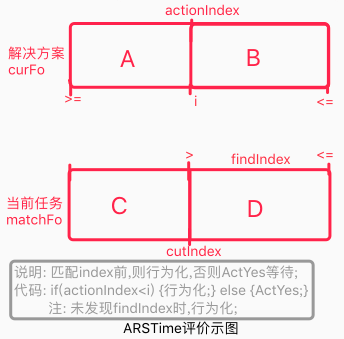 actionIndex
解决方案
curFo
A
B
>=
i
<=
>
findIndex
<=
当前任务
matchFo
C
D
cutIndex
说明: 匹配index前,则行为化,否则ActYes等待;
代码: if(actionIndex<i) {行为化;} else {ActYes;}
注: 未发现findIndex时,行为化;
ARSTime评价示图